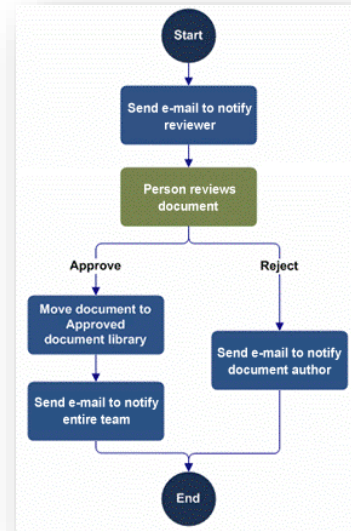 Start
Send e-mail to notify
reviewer
Person reviews
document
Approve
Reject
Move document to
Approved
document library
Send e-mail to notify
document author
Send e-mail to notify
entire team
End